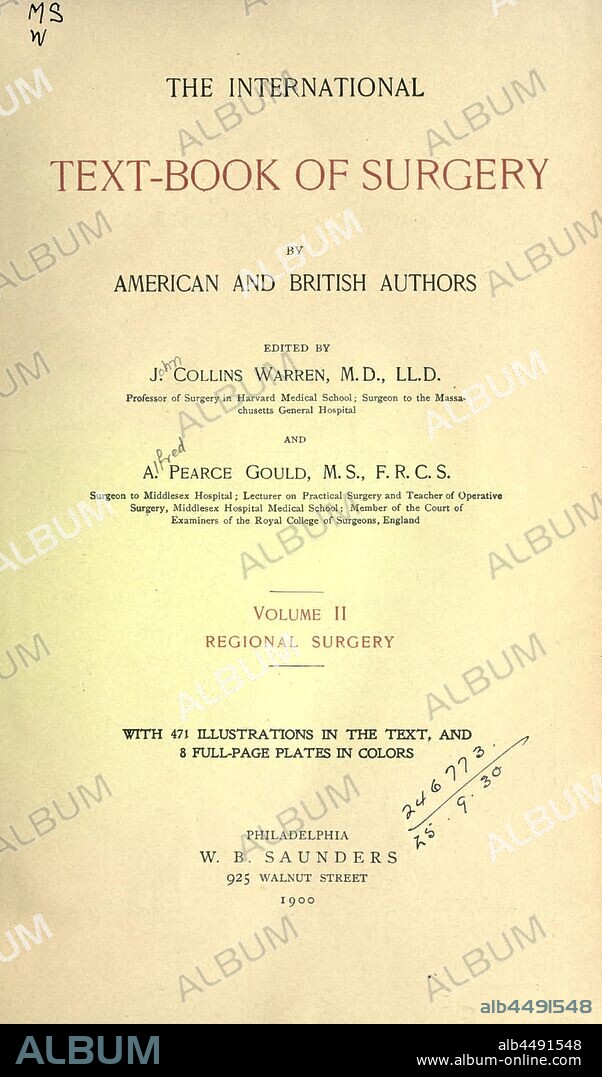 MS
W
THE INTERNATIONAL
TEXT-BOOK OF SURGERY
BY
AMERICAN AND BRITISH AUTHORS
EDITED BY
John COLLINS WARREN, M.D., LL.D.
Professor of Surgery in Harvard Medical School; Surgeon to the Massa-
chusetts General Hospital
AND
Alfred PEARCE GOULD, M.S., F.R.C.S.
Surgeon to Middlesex Hospital; Lecturer on Practical Surgery and Teacher of Operative
Surgery, Middlesex Hospital Medical School; Member of the Court of
Examiners of the Royal College of Surgeons, England
VOLUME II
REGIONAL SURGERY
WITH 471 ILLUSTRATIONS IN THE TEXT, AND
8 FULL-PAGE PLATES IN COLORS
246773.
25.9.30
PHILADELPHIA
W. B. SAUNDERS
925 WALNUT STREET
1900
alb4491548
ALBUM
alb4491548
www.album-online.com